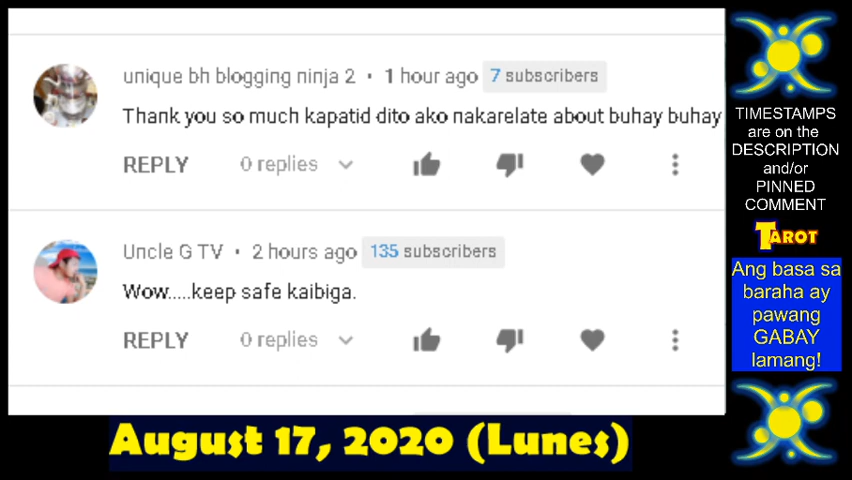 unique bh blogging ninja 2 • 1 hour ago 7 subscribers
Thank you so much kapatid dito ako nakarelate about buhay buhay
REPLY 0 replies
Uncle G TV • 2 hours ago 135 subscribers
Wow.....keep safe kaibiga.
REPLY 0 replies
TIMESTAMPS
are on the
DESCRIPTION
and/or
PINNED
COMMENT
TAROT
Ang basa sa
baraha ay
pawang
GABAY
lamang!
August 17, 2020 (Lunes)